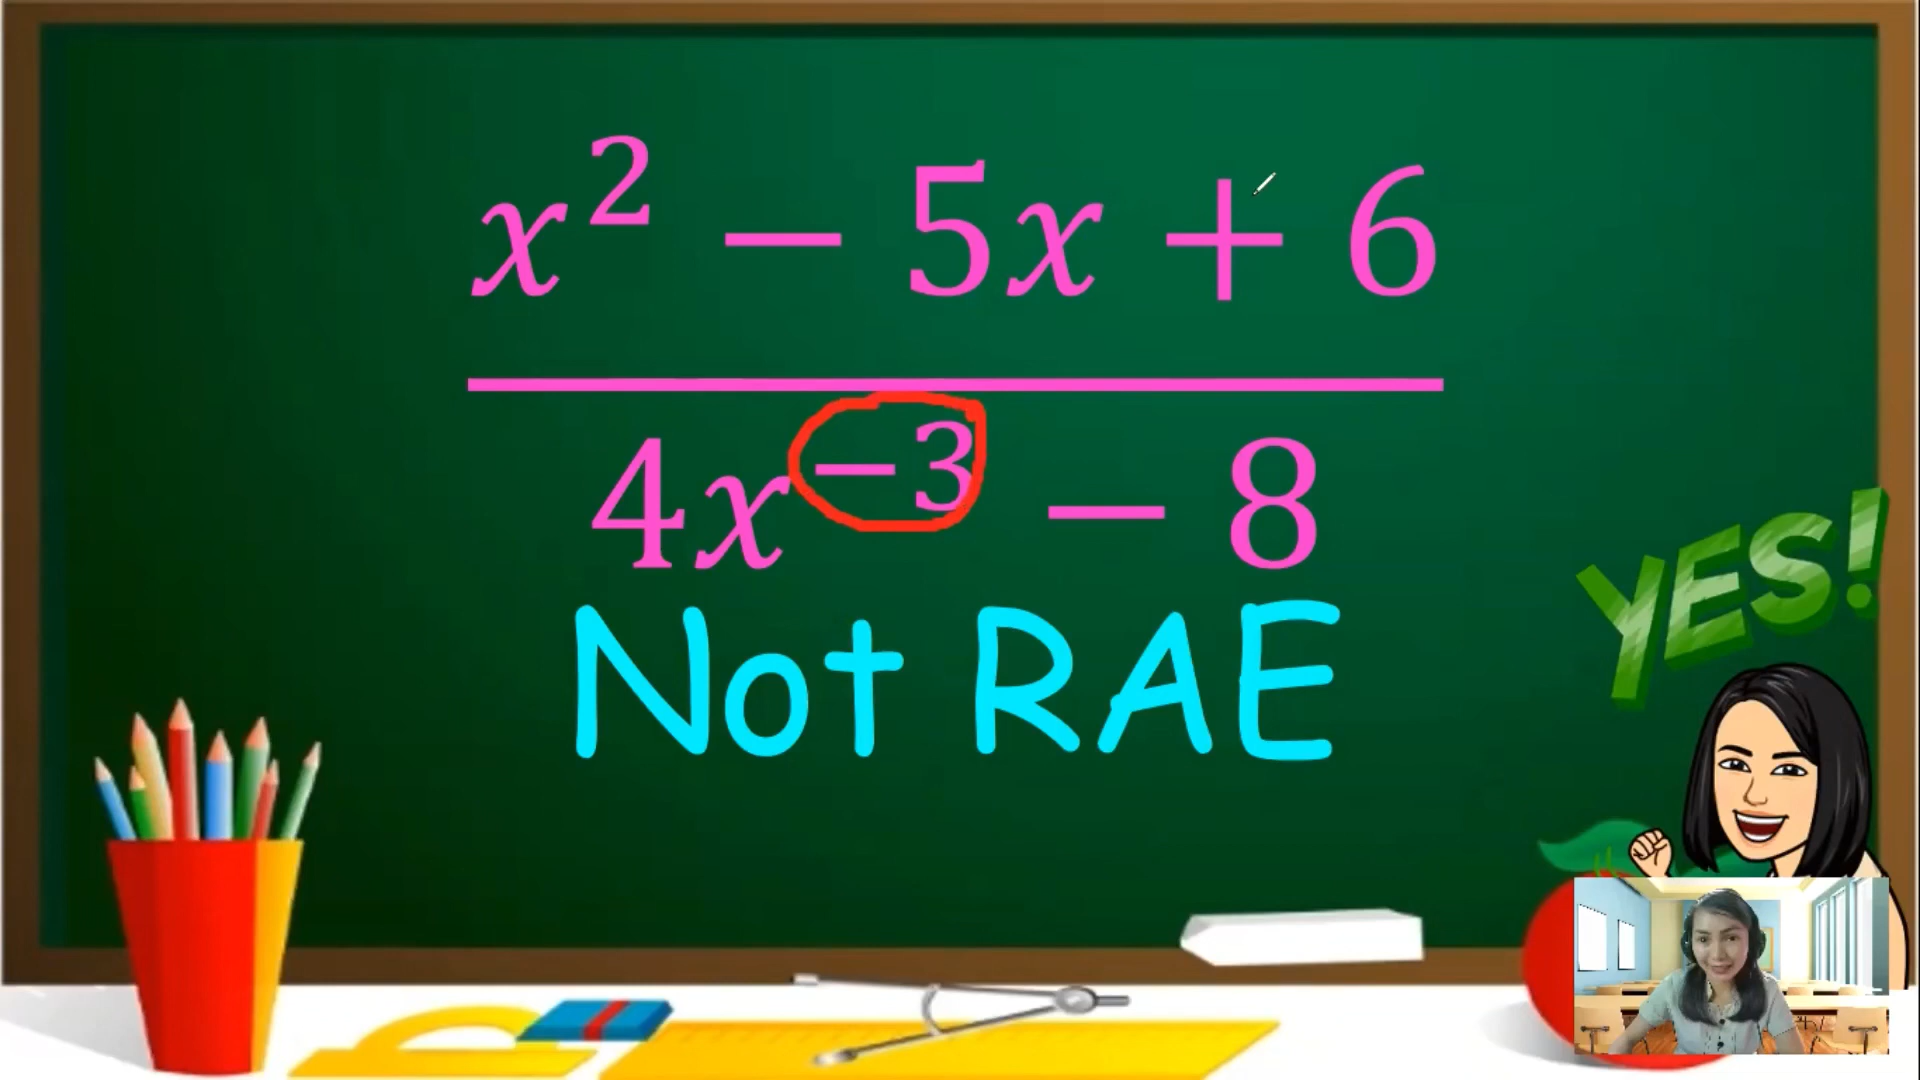 x² − 5x + 6
4x⁻³ − 8
Not RAE
YES!